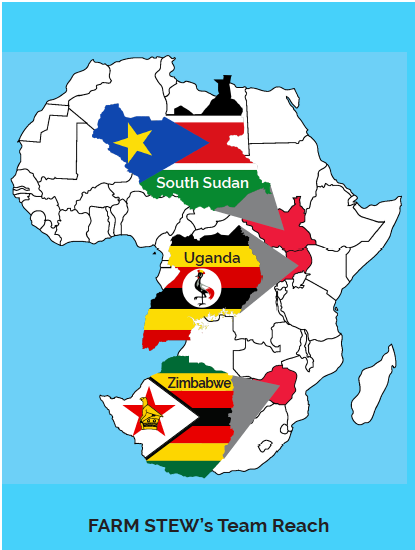 South Sudan
Uganda
Zimbabwe
FARM STEW's Team Reach